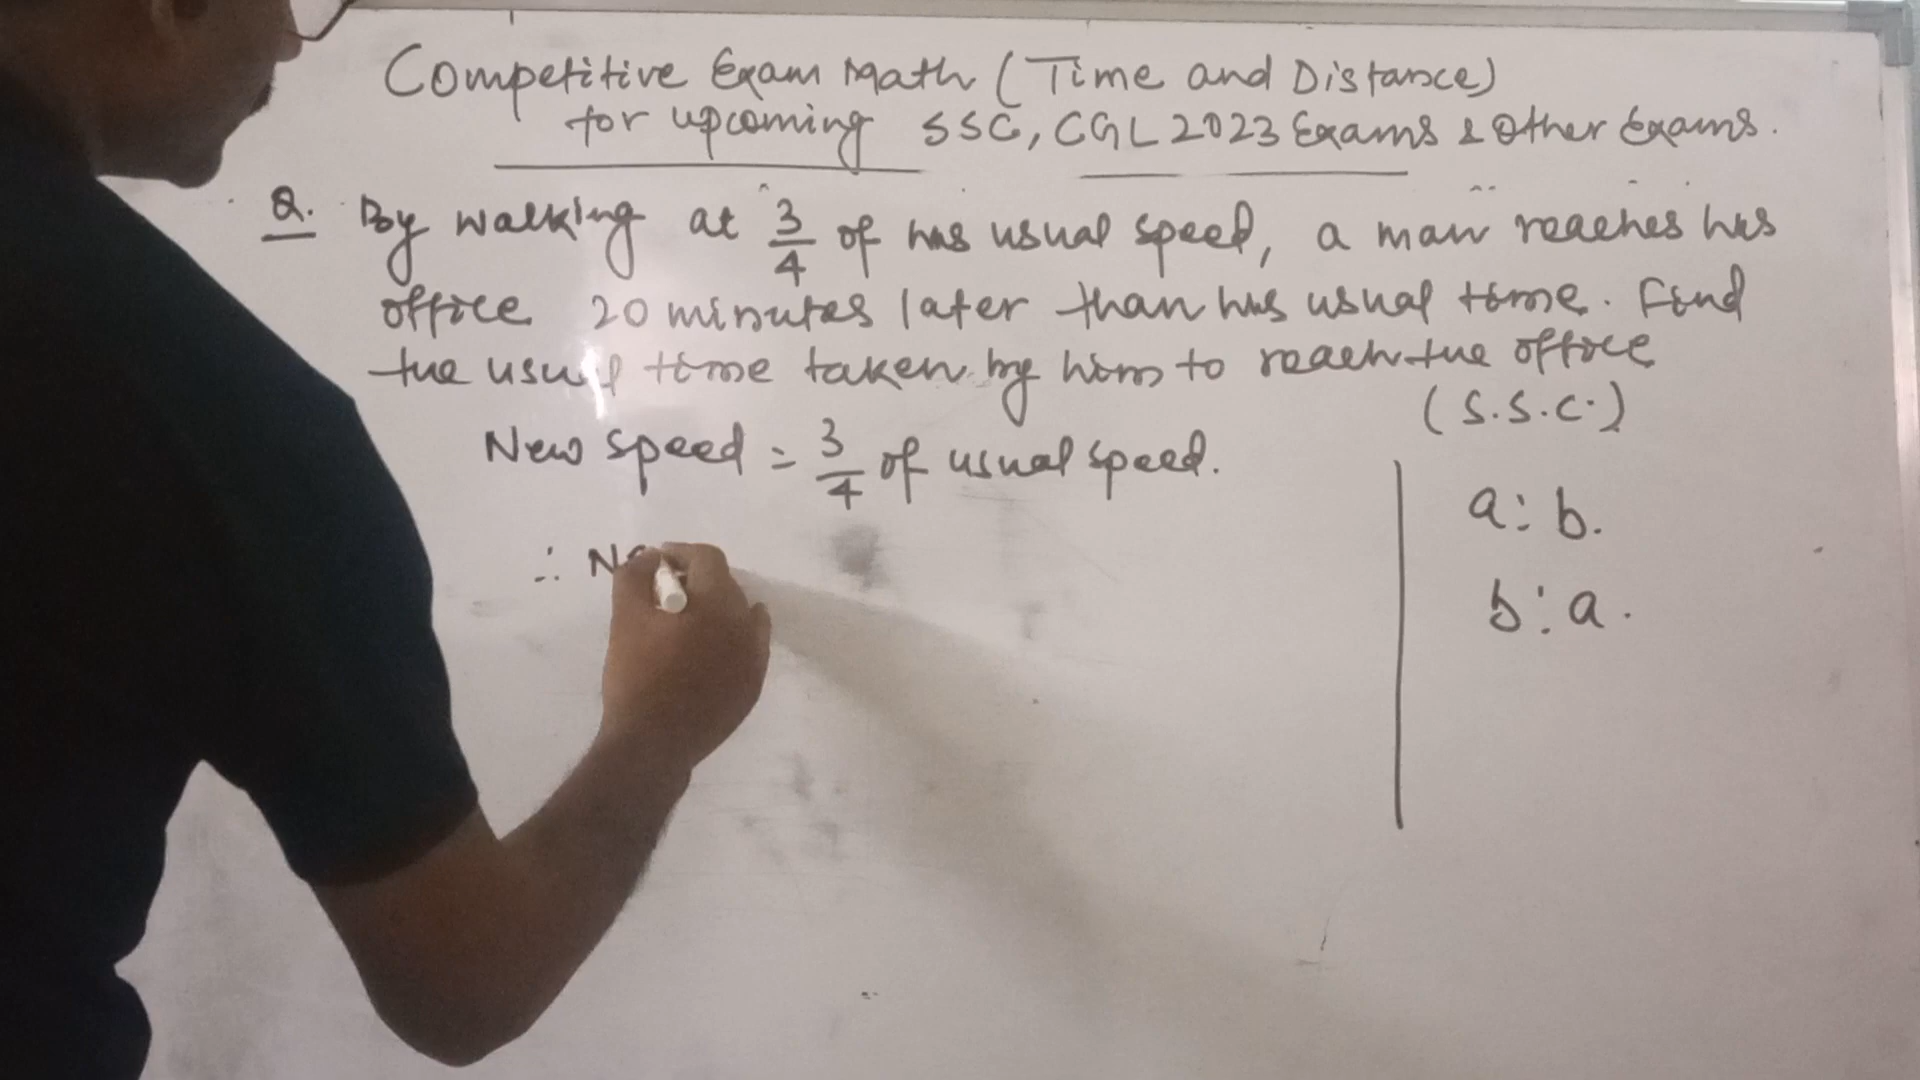 Competitive Exam Math (Time and Distance)
for upcoming SSC, CGL 2023 Exams & Other Exams.
Q. By walking at 3/4 of his usual speed, a man reaches his
office 20 minutes later than his usual time. Find
the usual time taken by him to reach the office
(S.S.C.)
New speed = 3/4 of usual speed.
∴
a : b.
b : a.